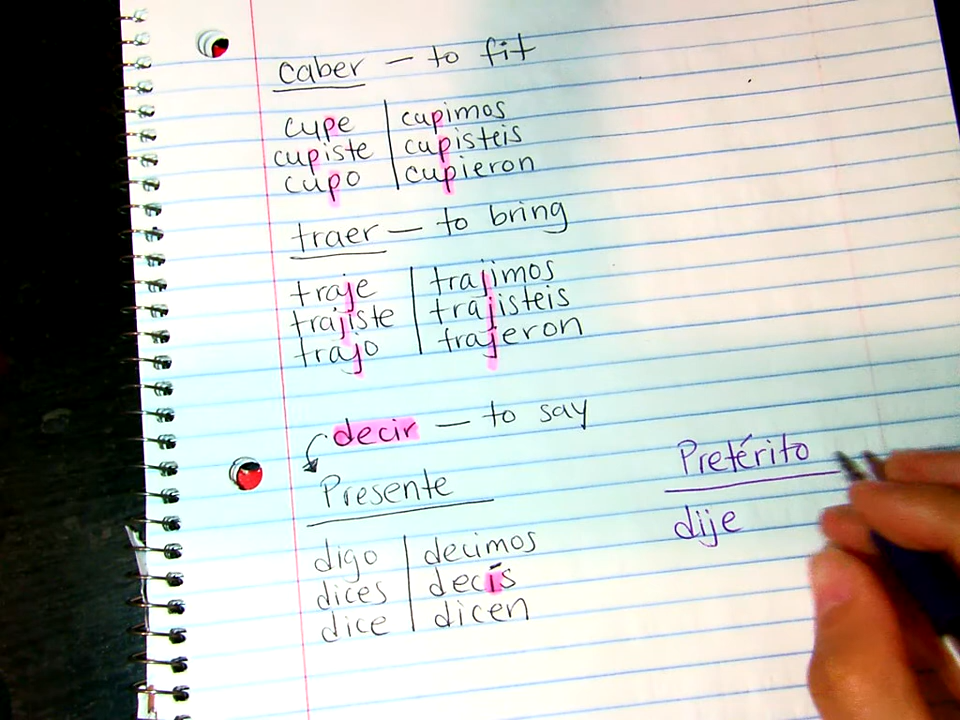 caber — to fit
cupe | cupimos
cupiste | cupisteis
cupo | cupieron
traer — to bring
traje | trajimos
trajiste | trajisteis
trajo | trajeron
decir — to say
Presente
digo | decimos
dices | decís
dice | dicen
Pretérito
dije